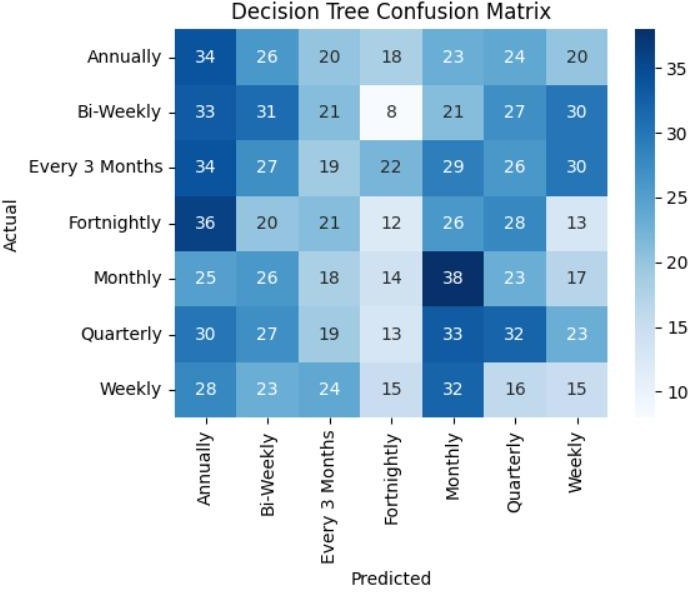 Decision Tree Confusion Matrix
Annually 34 26 20 18 23 24 20
Bi-Weekly 33 31 21 8 21 27 30
Every 3 Months 34 27 19 22 29 26 30
Fortnightly 36 20 21 12 26 28 13
Monthly 25 26 18 14 38 23 17
Quarterly 30 27 19 13 33 32 23
Weekly 28 23 24 15 32 16 15
Actual
Annually
Bi-Weekly
Every 3 Months
Fortnightly
Monthly
Quarterly
Weekly
Predicted
35
30
25
20
15
10